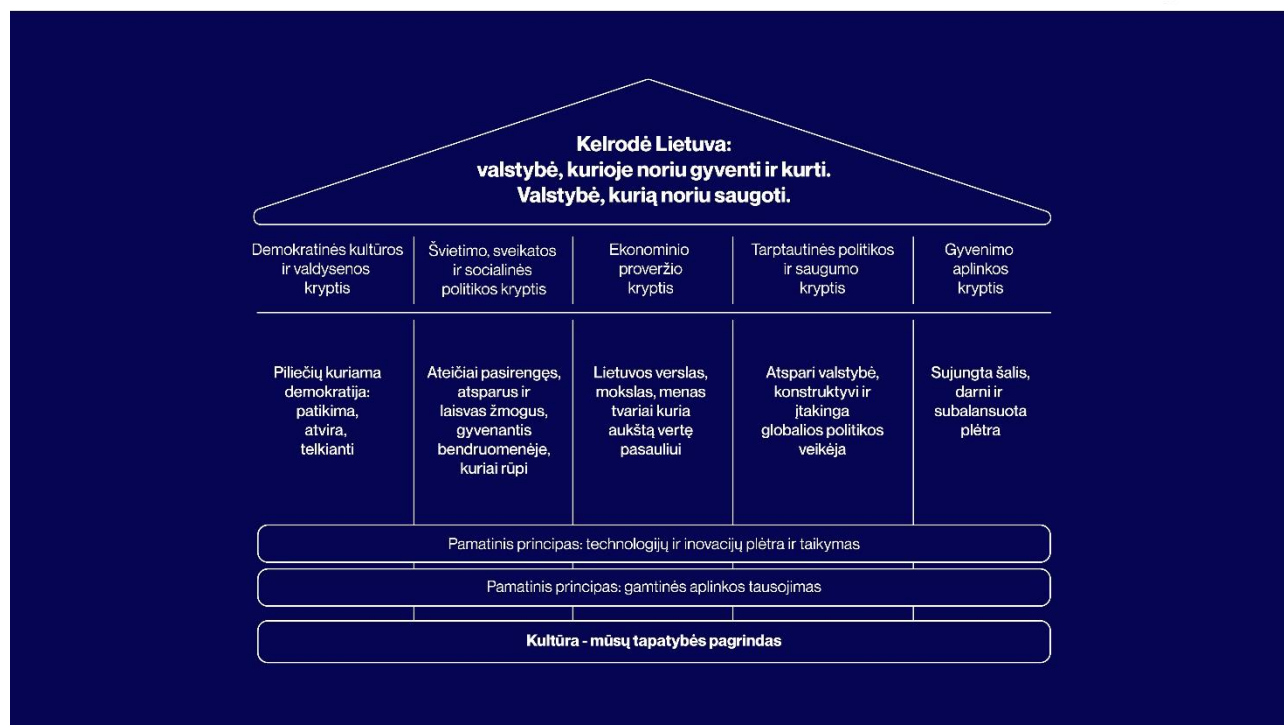 Kelrodė Lietuva:
valstybė, kurioje noriu gyventi ir kurti.
Valstybė, kurią noriu saugoti.
Demokratinės kultūros
ir valdysenos
kryptis
Švietimo, sveikatos
ir socialinės
politikos kryptis
Ekonominio
proveržio
kryptis
Tarptautinės politikos
ir saugumo
kryptis
Gyvenimo
aplinkos
kryptis
Piliečių kuriama
demokratija:
patikima,
atvira,
telkianti
Ateičiai pasirengęs,
atsparus ir
laisvas žmogus,
gyvenantis
bendruomenėje,
kuriai rūpi
Lietuvos verslas,
mokslas, menas
tvariai kuria
aukštą vertę
pasauliui
Atspari valstybė,
konstruktyvi ir
įtakinga
globalios politikos
veikėja
Sujungta šalis,
darni ir
subalansuota
plėtra
Pamatinis principas: technologijų ir inovacijų plėtra ir taikymas
Pamatinis principas: gamtinės aplinkos tausojimas
Kultūra - mūsų tapatybės pagrindas